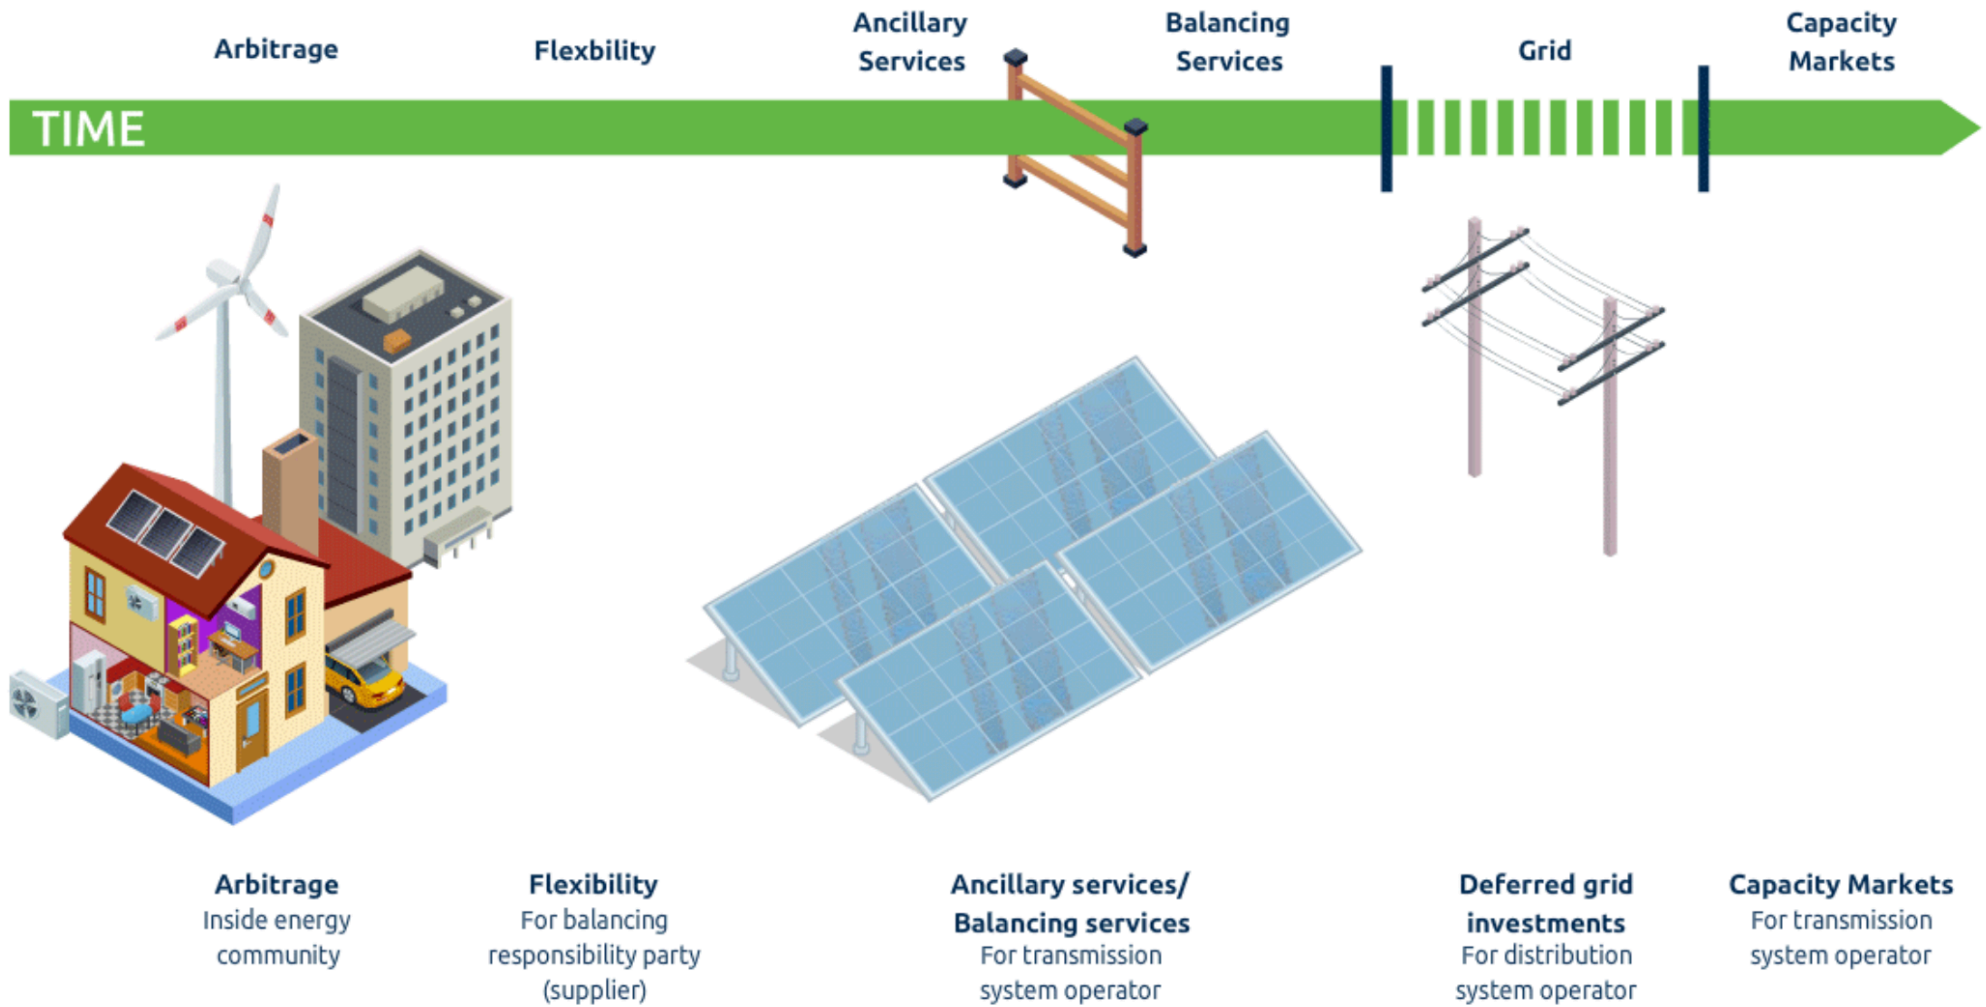 Arbitrage
Flexbility
Ancillary
Services
Balancing
Services
Grid
Capacity
Markets
TIME
Arbitrage
Inside energy
community
Flexibility
For balancing
responsibility party
(supplier)
Ancillary services/
Balancing services
For transmission
system operator
Deferred grid
investments
For distribution
system operator
Capacity Markets
For transmission
system operator